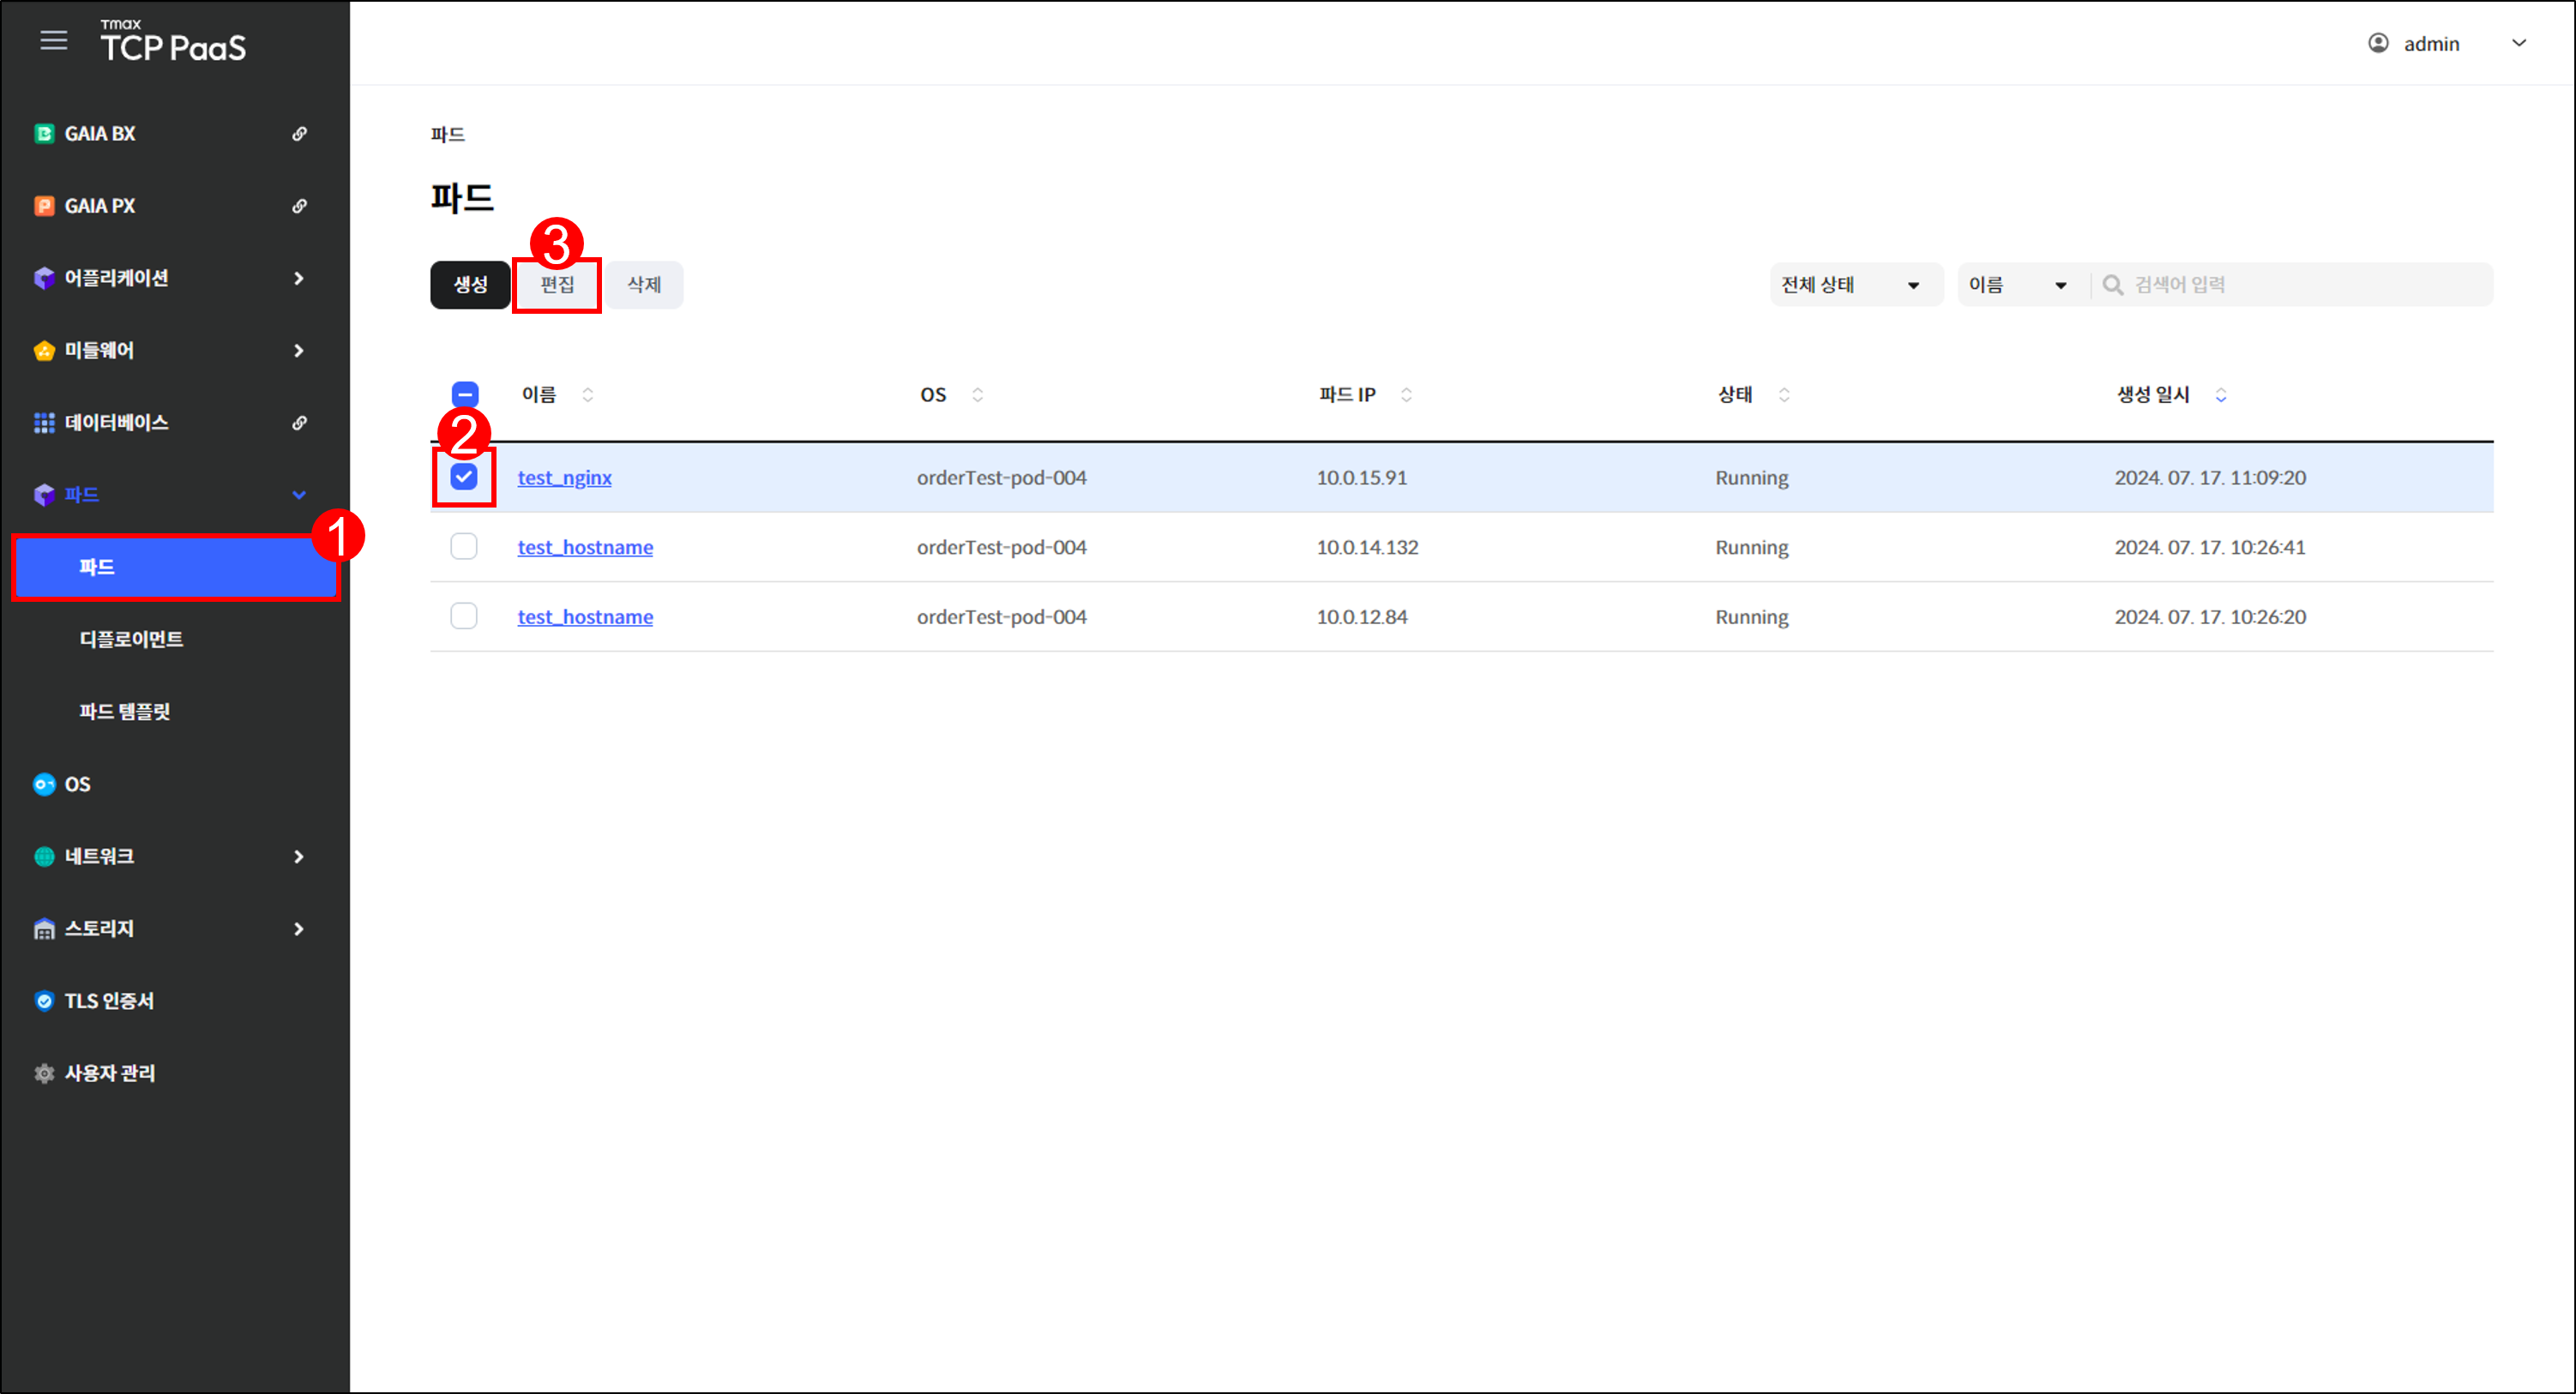 Tmax
TCP PaaS
admin
GAIA BX
GAIA PX
어플리케이션
미들웨어
데이터베이스
파드
1
파드
디플로이먼트
파드 템플릿
OS
네트워크
스토리지
TLS 인증서
사용자 관리
파드
파드
3
생성 편집 삭제 전체 상태 이름 검색어 입력
이름 OS 파드 IP 상태 생성 일시
2
test_nginx orderTest-pod-004 10.0.15.91 Running 2024. 07. 17. 11:09:20
test_hostname orderTest-pod-004 10.0.14.132 Running 2024. 07. 17. 10:26:41
test_hostname orderTest-pod-004 10.0.12.84 Running 2024. 07. 17. 10:26:20